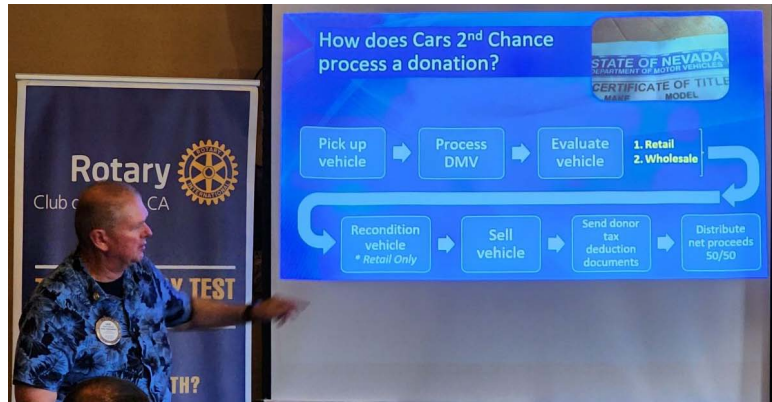 How does Cars 2nd Chance
process a donation?
STATE OF NEVADA
DEPARTMENT OF MOTOR VEHICLES
CERTIFICATE OF TITLE
MAKE MODEL
Pick up
vehicle
Process
DMV
Evaluate
vehicle
1. Retail
2. Wholesale
Recondition
vehicle
* Retail Only
Sell
vehicle
Send donor
tax
deduction
documents
Distribute
net proceeds
50/50
Rotary
ROTARY
INTERNATIONAL
Club CA
TEST
TH?